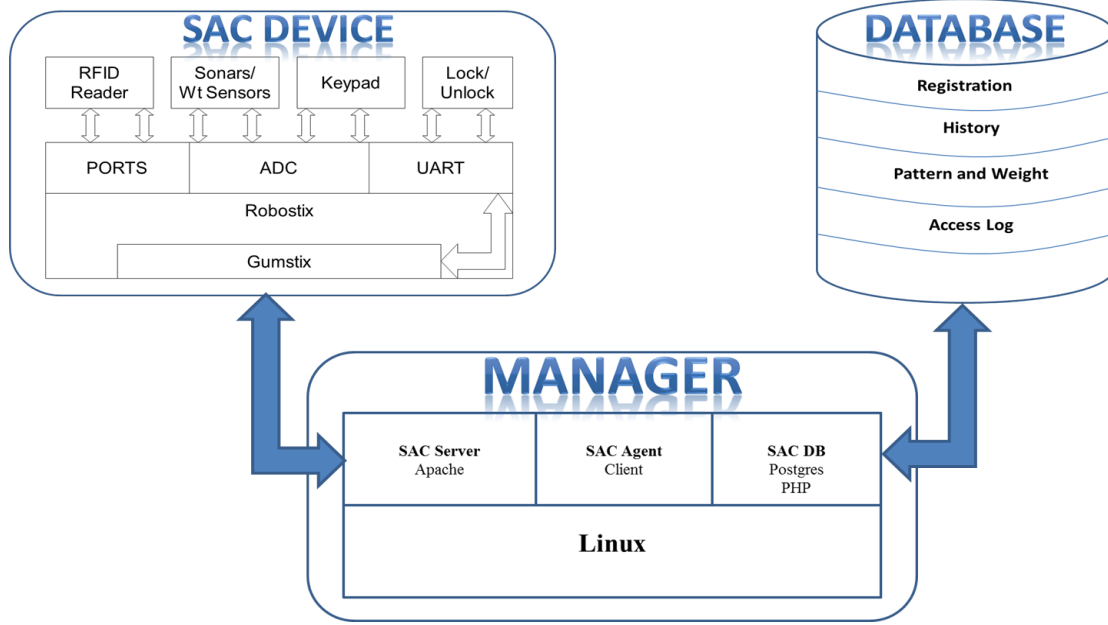 SAC DEVICE
RFID
Reader
Sonars/
Wt Sensors
Keypad
Lock/
Unlock
PORTS
ADC
UART
Robostix
Gumstix
DATABASE
Registration
History
Pattern and Weight
Access Log
MANAGER
SAC Server
Apache
SAC Agent
Client
SAC DB
Postgres
PHP
Linux